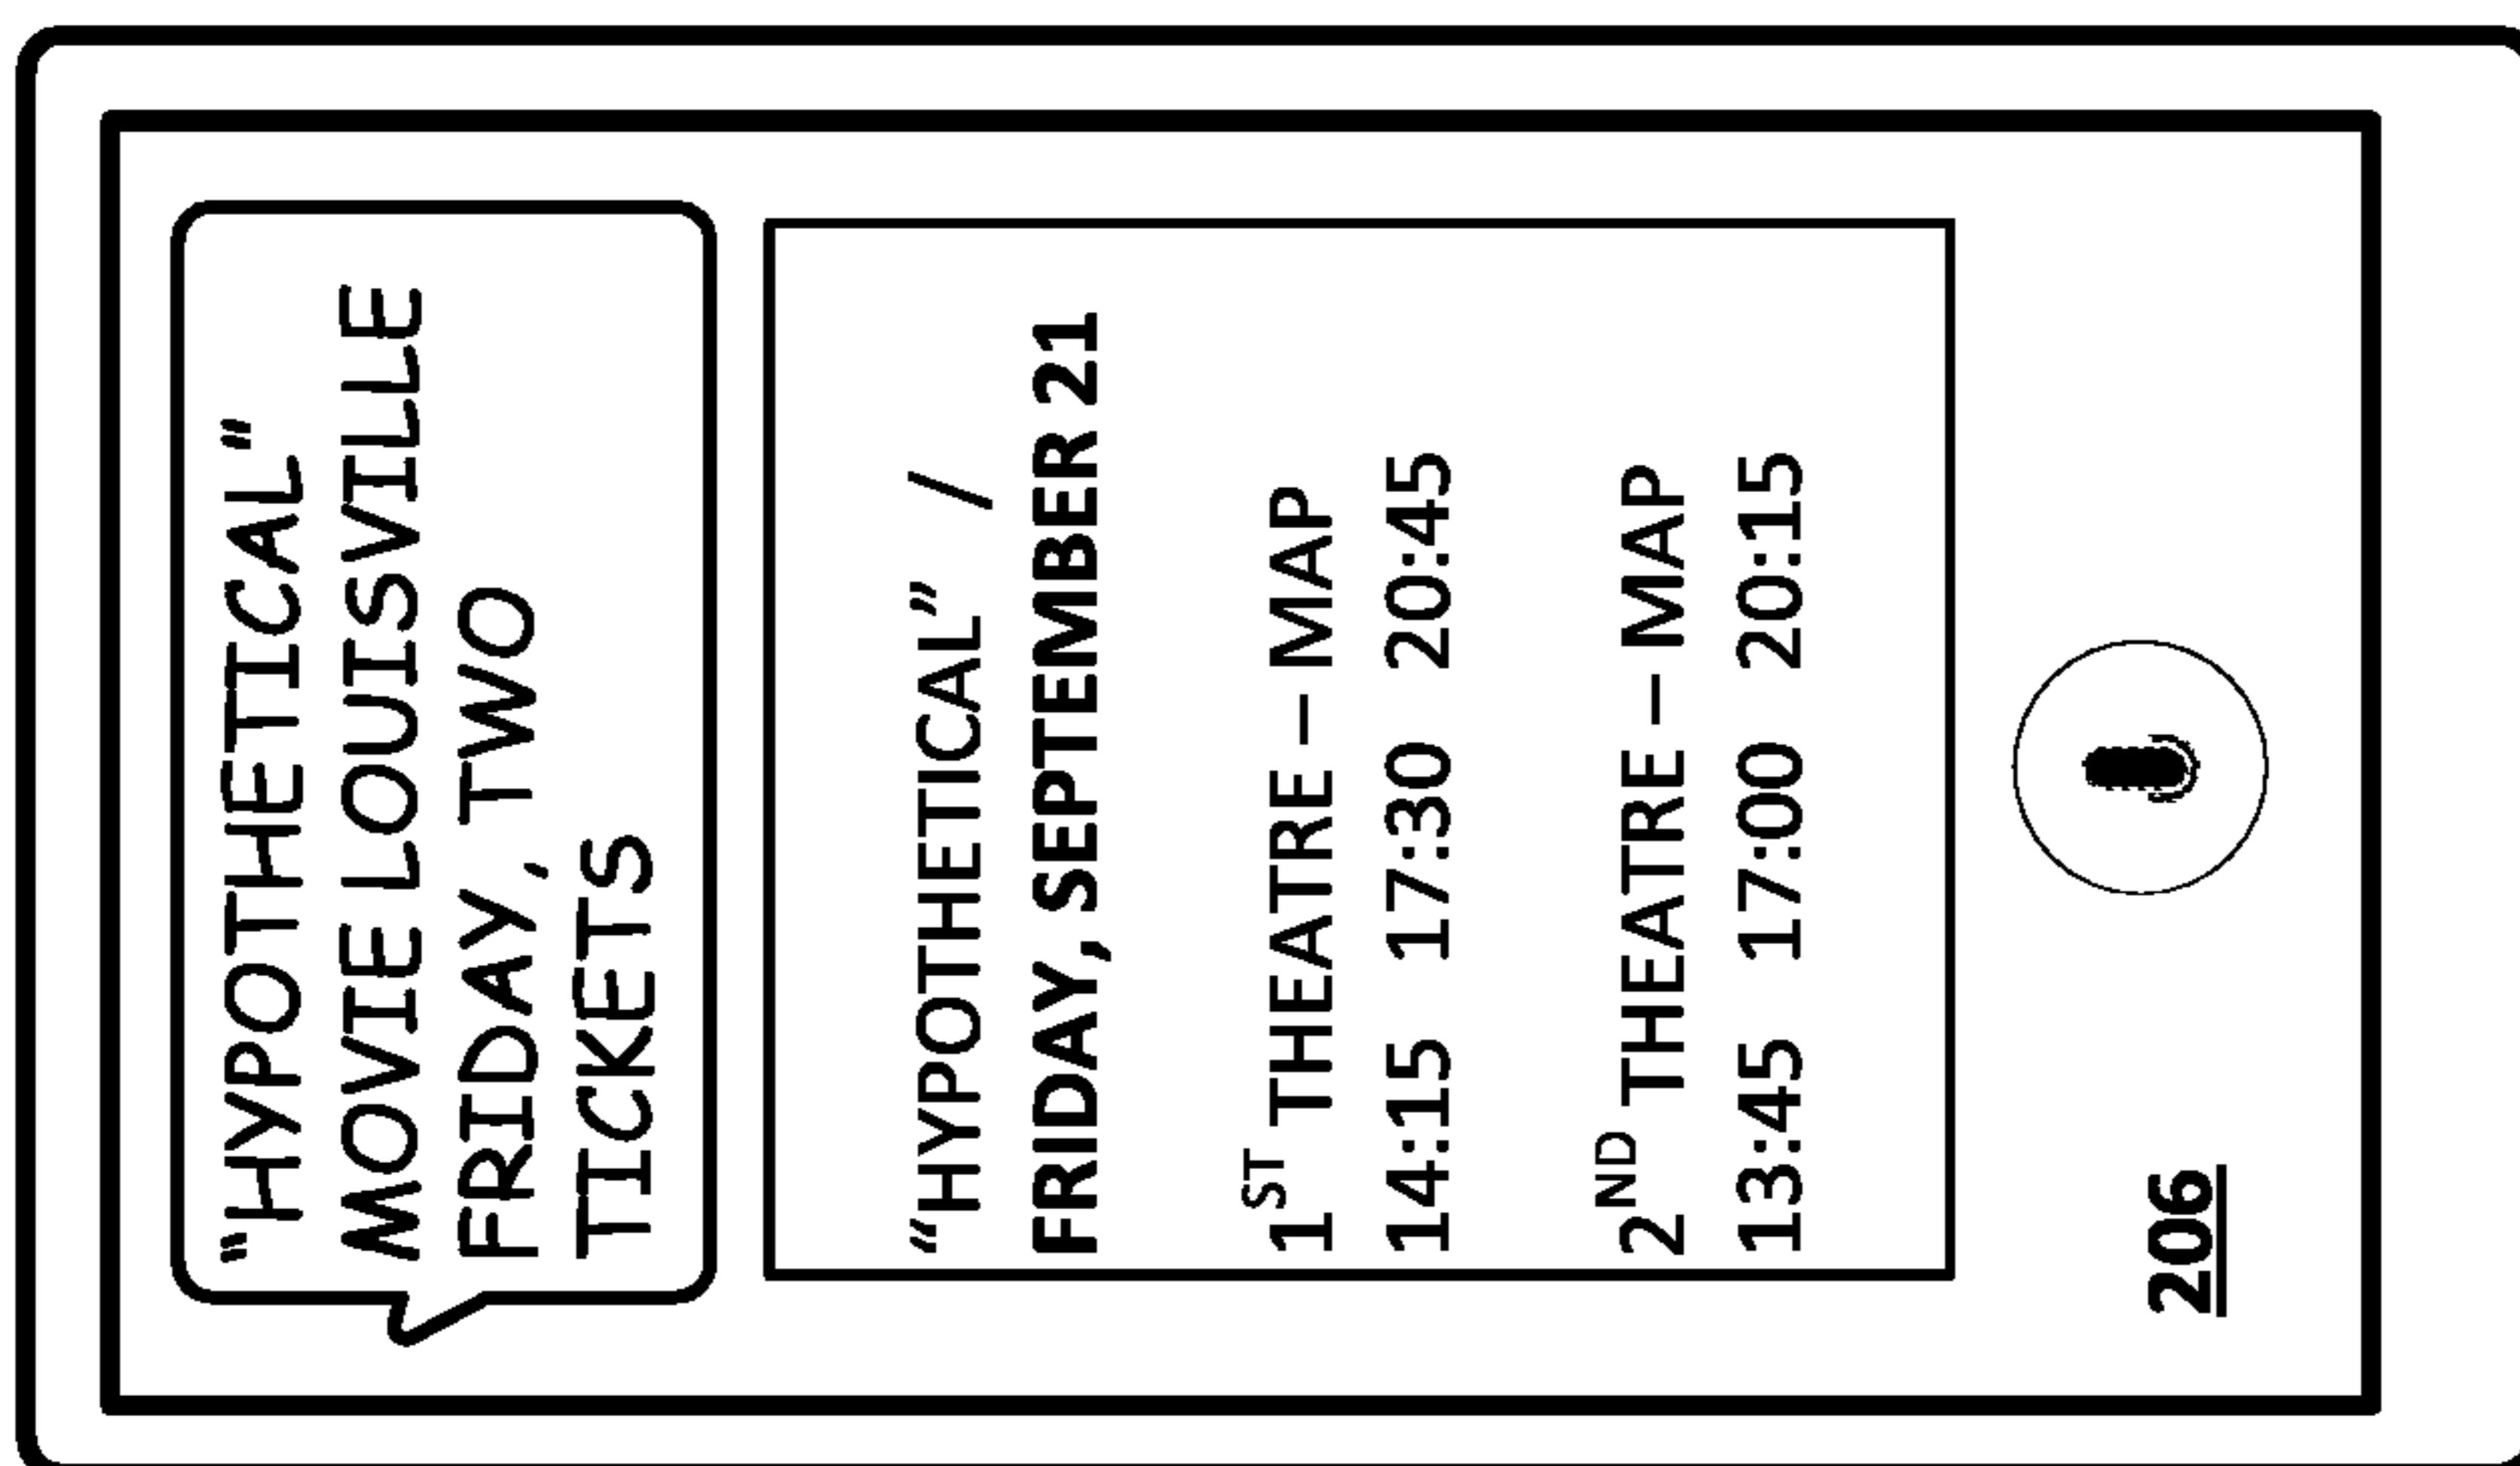 "HYPOTHETICAL"
MOVIE LOUISVILLE
FRIDAY, TWO
TICKETS
“HYPOTHETICAL” /
FRIDAY, SEPTEMBER 21
1ST THEATRE – MAP
14:15 17:30 20:45
2ND THEATRE – MAP
13:45 17:00 20:15
206